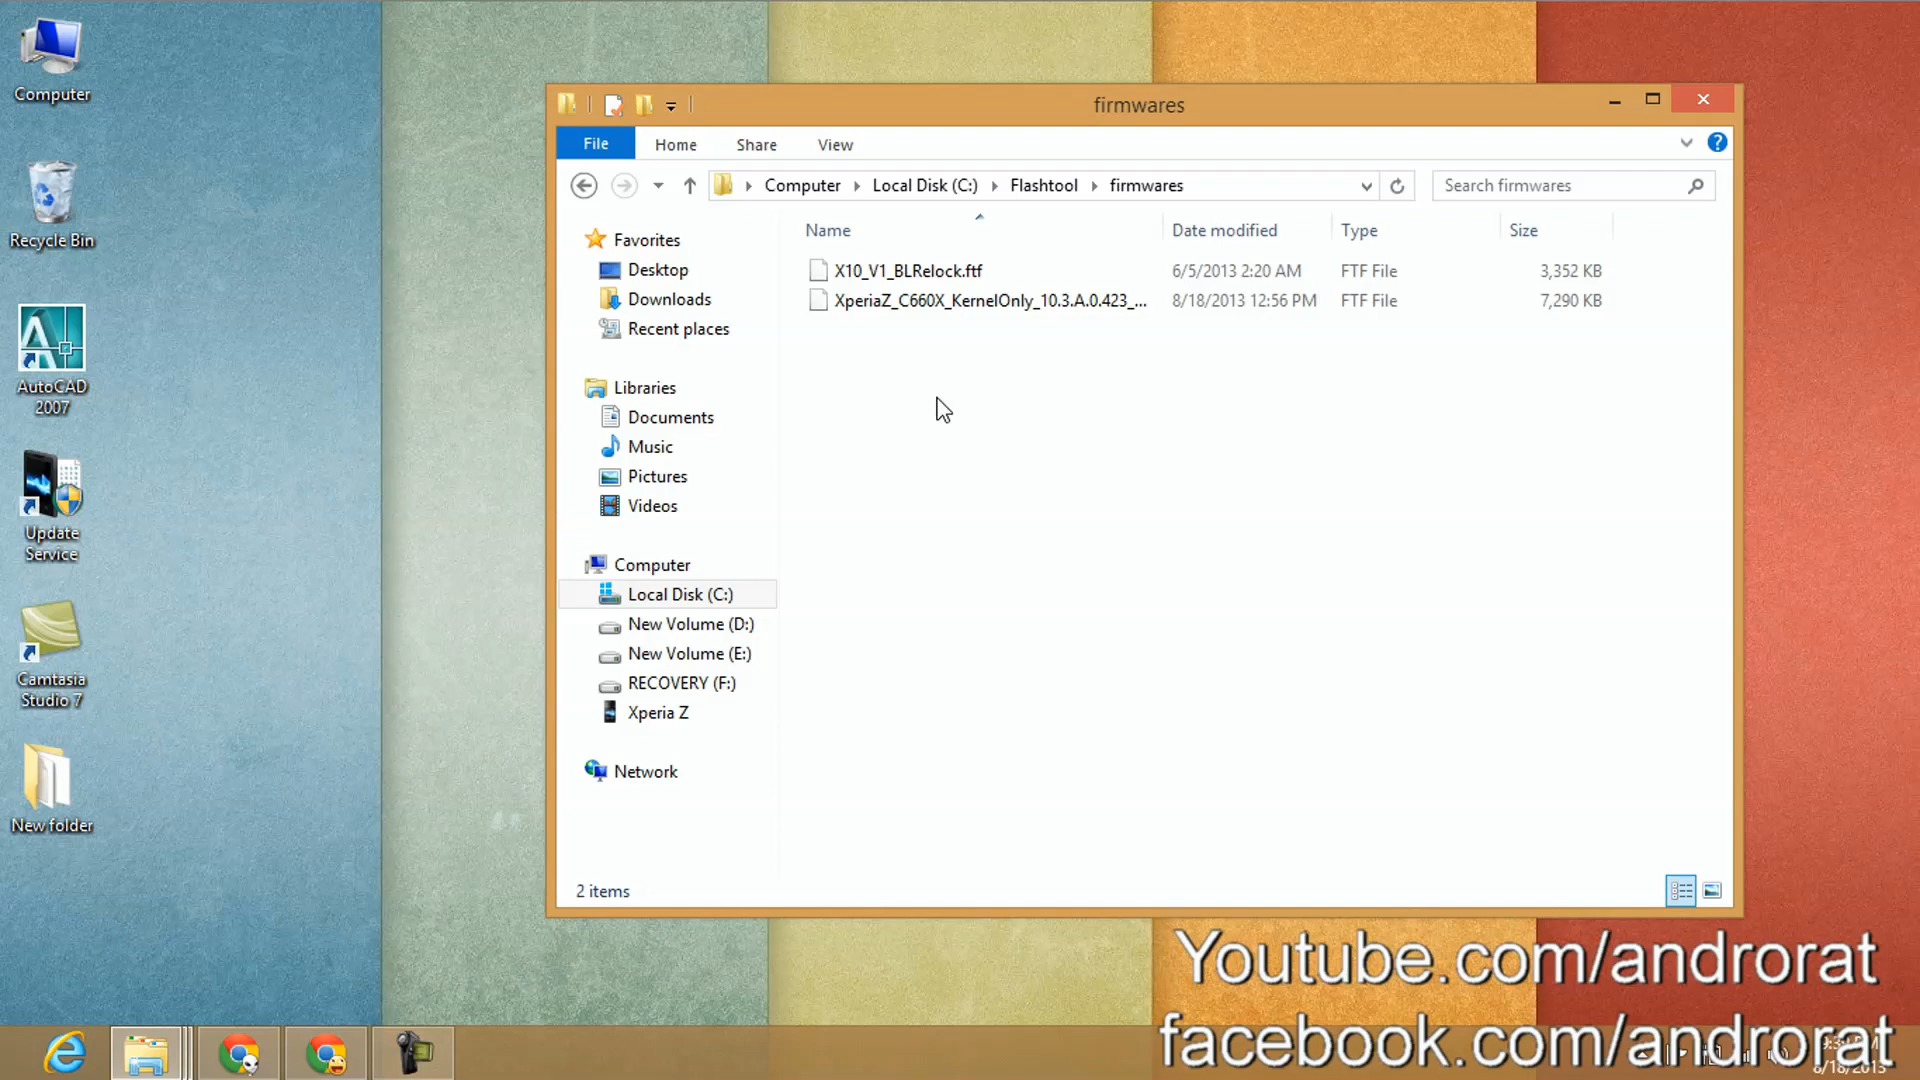 Computer
Recycle Bin
AutoCAD
2007
Update
Service
Camtasia
Studio 7
New folder
firmwares
File
Home
Share
View
Computer
Local Disk (C:)
Flashtool
firmwares
Search firmwares
Name
Date modified
Type
Size
X10_V1_BLRelock.ftf
6/5/2013 2:20 AM
FTF File
3,352 KB
XperiaZ_C660X_KernelOnly_10.3.A.0.423_...
8/18/2013 12:56 PM
FTF File
7,290 KB
Favorites
Desktop
Downloads
Recent places
Libraries
Documents
Music
Pictures
Videos
Computer
Local Disk (C:)
New Volume (D:)
New Volume (E:)
RECOVERY (F:)
Xperia Z
Network
2 items
Youtube.com/androrat
facebook.com/androrat
8/18/2013